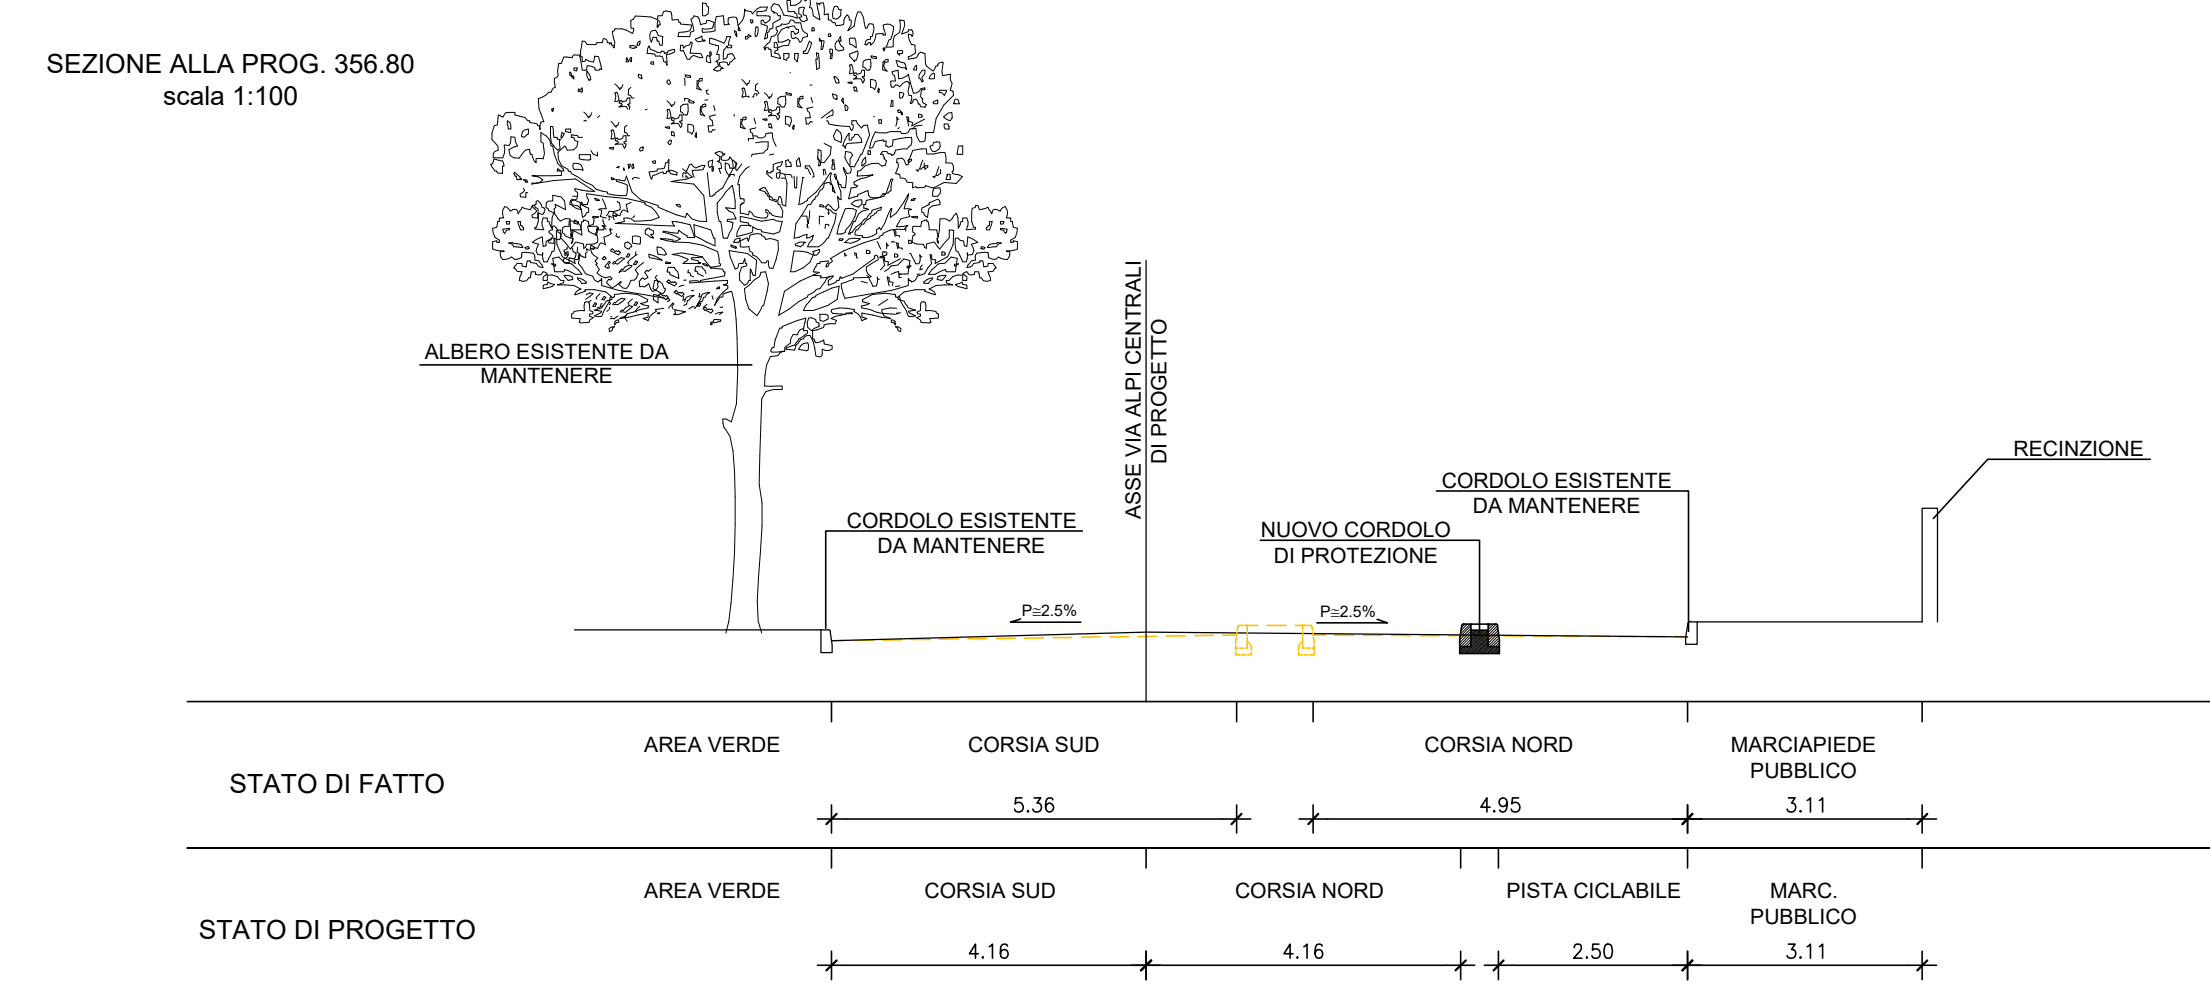 SEZIONE ALLA PROG. 356.80
scala 1:100
ALBERO ESISTENTE DA
MANTENERE
ASSE VIA ALPI CENTRALI
DI PROGETTO
RECINZIONE
CORDOLO ESISTENTE
DA MANTENERE
CORDOLO ESISTENTE
DA MANTENERE
NUOVO CORDOLO
DI PROTEZIONE
P≅2.5%
P≅2.5%
STATO DI FATTO
AREA VERDE
CORSIA SUD
CORSIA NORD
MARCIAPIEDE
PUBBLICO
5.36
4.95
3.11
STATO DI PROGETTO
AREA VERDE
CORSIA SUD
CORSIA NORD
PISTA CICLABILE
MARC.
PUBBLICO
4.16
4.16
2.50
3.11